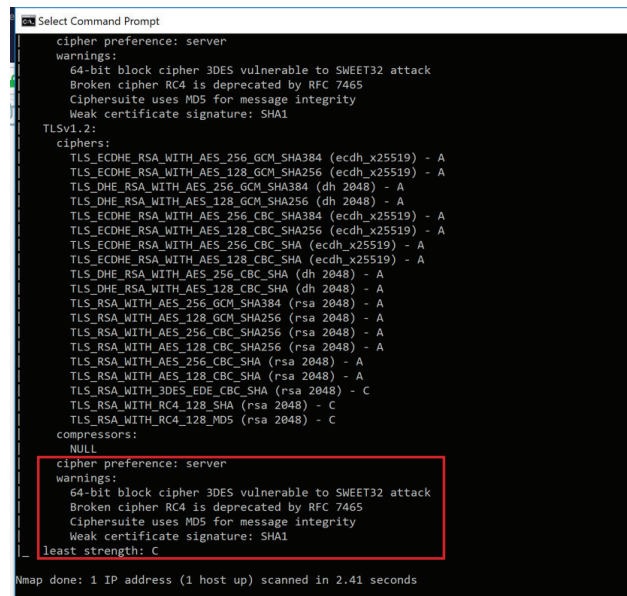 Select Command Prompt
cipher preference: server
warnings:
64-bit block cipher 3DES vulnerable to SWEET32 attack
Broken cipher RC4 is deprecated by RFC 7465
Ciphersuite uses MD5 for message integrity
Weak certificate signature: SHA1
TLSv1.2:
ciphers:
TLS_ECDHE_RSA_WITH_AES_256_GCM_SHA384 (ecdh_x25519) - A
TLS_ECDHE_RSA_WITH_AES_128_GCM_SHA256 (ecdh_x25519) - A
TLS_DHE_RSA_WITH_AES_256_GCM_SHA384 (dh 2048) - A
TLS_DHE_RSA_WITH_AES_128_GCM_SHA256 (dh 2048) - A
TLS_ECDHE_RSA_WITH_AES_256_CBC_SHA384 (ecdh_x25519) - A
TLS_ECDHE_RSA_WITH_AES_128_CBC_SHA256 (ecdh_x25519) - A
TLS_ECDHE_RSA_WITH_AES_256_CBC_SHA (ecdh_x25519) - A
TLS_ECDHE_RSA_WITH_AES_128_CBC_SHA (ecdh_x25519) - A
TLS_DHE_RSA_WITH_AES_256_CBC_SHA (dh 2048) - A
TLS_DHE_RSA_WITH_AES_128_CBC_SHA (dh 2048) - A
TLS_RSA_WITH_AES_256_GCM_SHA384 (rsa 2048) - A
TLS_RSA_WITH_AES_128_GCM_SHA256 (rsa 2048) - A
TLS_RSA_WITH_AES_256_CBC_SHA256 (rsa 2048) - A
TLS_RSA_WITH_AES_128_CBC_SHA256 (rsa 2048) - A
TLS_RSA_WITH_AES_256_CBC_SHA (rsa 2048) - A
TLS_RSA_WITH_AES_128_CBC_SHA (rsa 2048) - A
TLS_RSA_WITH_3DES_EDE_CBC_SHA (rsa 2048) - C
TLS_RSA_WITH_RC4_128_SHA (rsa 2048) - C
TLS_RSA_WITH_RC4_128_MD5 (rsa 2048) - C
compressors:
NULL
cipher preference: server
warnings:
64-bit block cipher 3DES vulnerable to SWEET32 attack
Broken cipher RC4 is deprecated by RFC 7465
Ciphersuite uses MD5 for message integrity
Weak certificate signature: SHA1
|_ least strength: C
Nmap done: 1 IP address (1 host up) scanned in 2.41 seconds